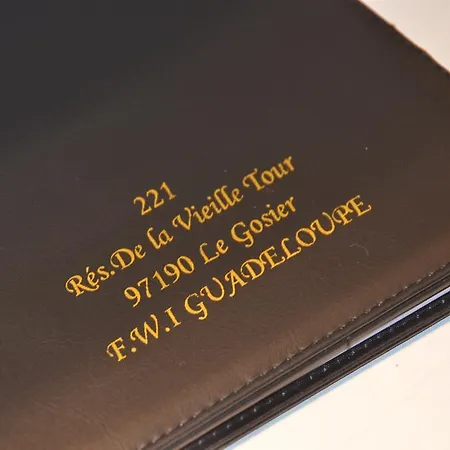 221
Rés.De la Vieille Tour
97190 Le Gosier
F.W.I GUADELOUPE